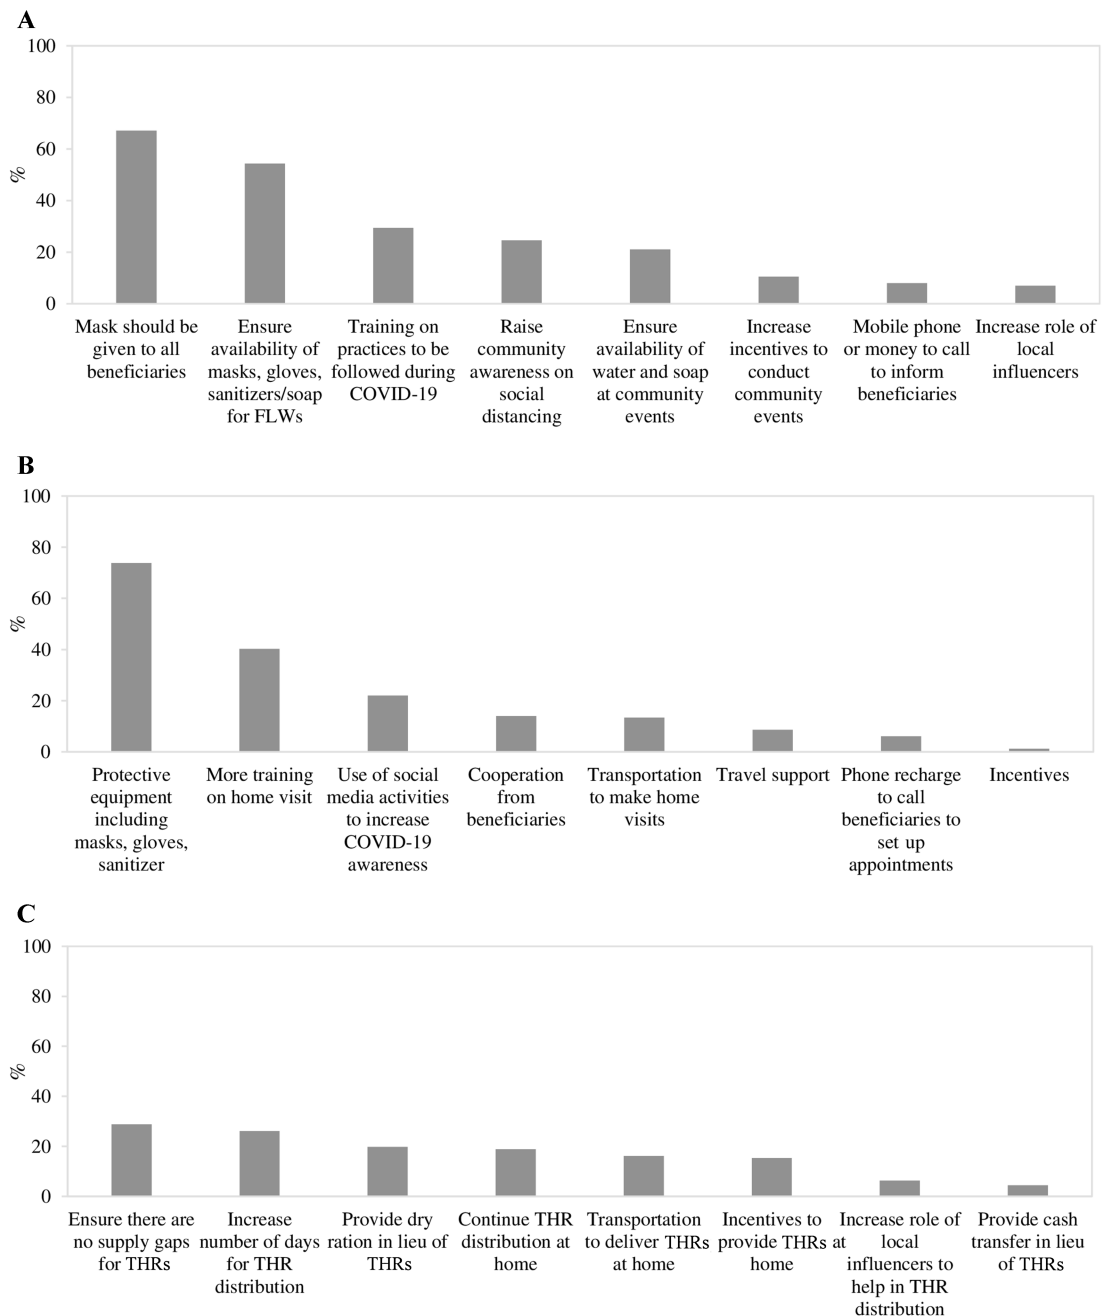 A
100
80
60
40
20
0
%
Mask should be
given to all
beneficiaries
Ensure
availability of
masks, gloves,
sanitizers/soap
for FLWs
Training on
practices to be
followed during
COVID-19
Raise
community
awareness on
social
distancing
Ensure
availability of
water and soap
at community
events
Increase
incentives to
conduct
community
events
Mobile phone
or money to call
to inform
beneficiaries
Increase role of
local
influencers
B
100
80
60
40
20
0
%
Protective
equipment
including
masks, gloves,
sanitizer
More training
on home visit
Use of social
media activities
to increase
COVID-19
awareness
Cooperation
from
beneficiaries
Transportation
to make home
visits
Travel support
Phone recharge
to call
beneficiaries to
set up
appointments
Incentives
C
100
80
60
40
20
0
%
Ensure there are
no supply gaps
for THRs
Increase
number of days
for THR
distribution
Provide dry
ration in lieu of
THRs
Continue THR
distribution at
home
Transportation
to deliver THRs
at home
Incentives to
provide THRs at
home
Increase role of
local
influencers to
help in THR
distribution
Provide cash
transfer in lieu
of THRs